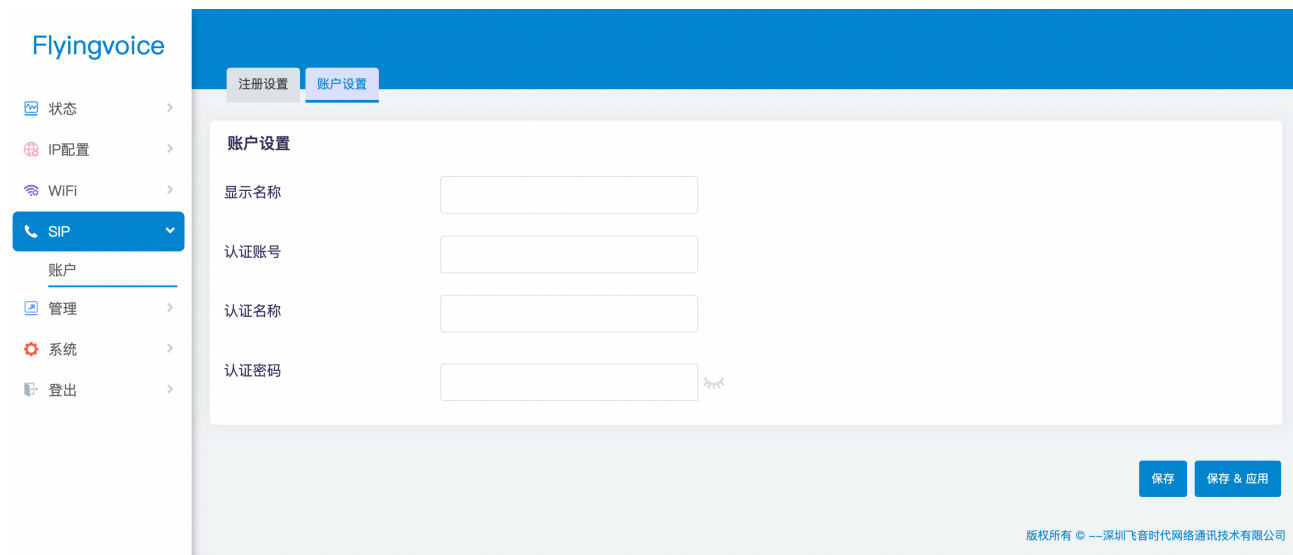 Flyingvoice
注册设置
账户设置
状态
IP配置
WiFi
SIP
账户
管理
系统
登出
账户设置
显示名称
认证账号
认证名称
认证密码
保存
保存 & 应用
版权所有 © --深圳飞音时代网络通讯技术有限公司